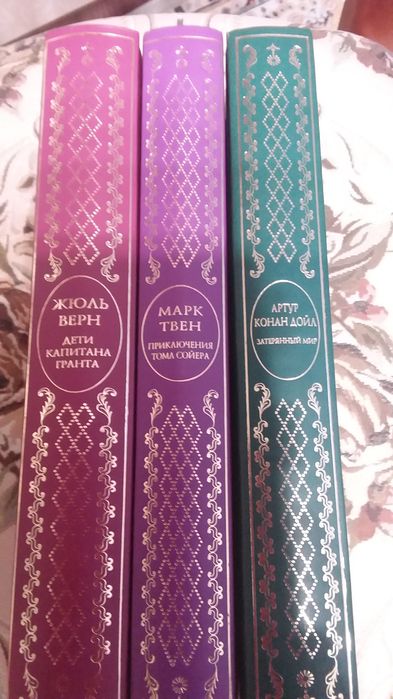 ЖЮЛЬ
ВЕРН
ДЕТИ
КАПИТАНА
ГРАНТА
МАРК
ТВЕН
ПРИКЛЮЧЕНИЯ
ТОМА СОЙЕРА
АРТУР
КОНАН ДОЙЛ
ЗАТЕРЯННЫЙ МИР